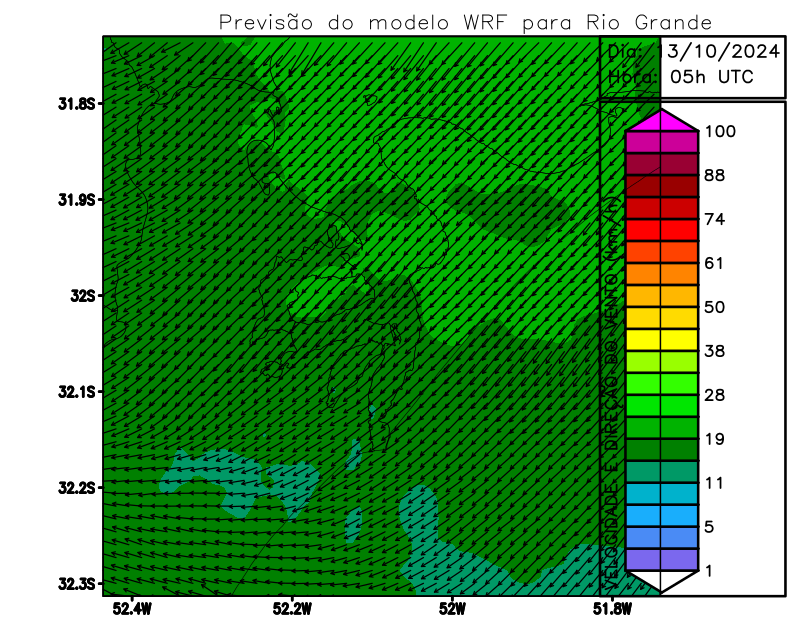 Previsão do modelo WRF para Rio Grande
Dia: 13/10/2024
Hora: 05h UTC
31.8S
31.9S
32S
32.1S
32.2S
32.3S
52.4W
52.2W
52W
51.8W
VELOCIDADE E DIREÇÃO DO VENTO (Km/h)
100
88
74
61
50
38
28
19
11
5
1